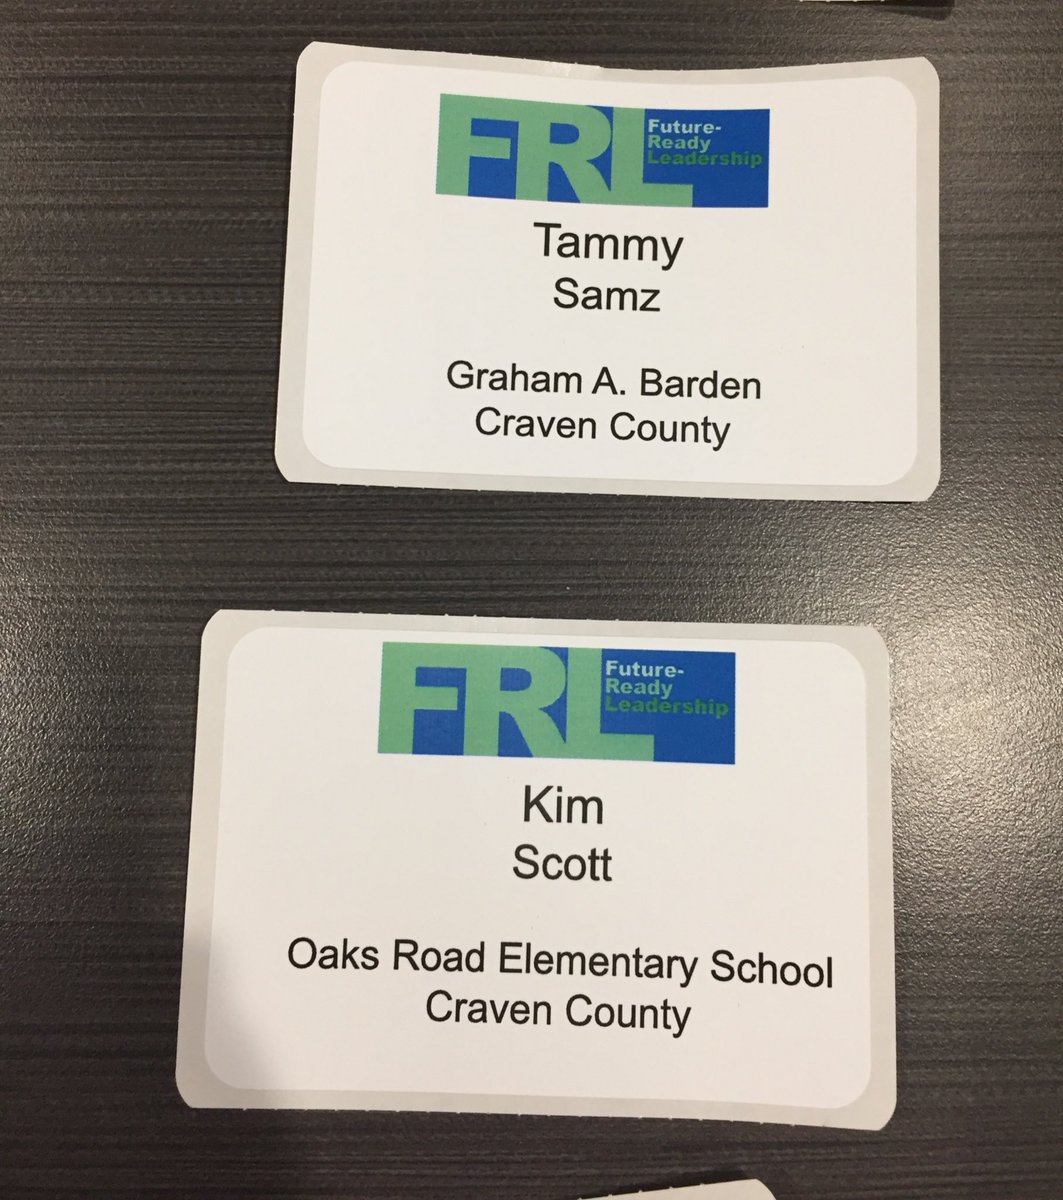 FRL
Future-
Ready
Leadership
Tammy
Samz
Graham A. Barden
Craven County
FRL
Future-
Ready
Leadership
Kim
Scott
Oaks Road Elementary School
Craven County